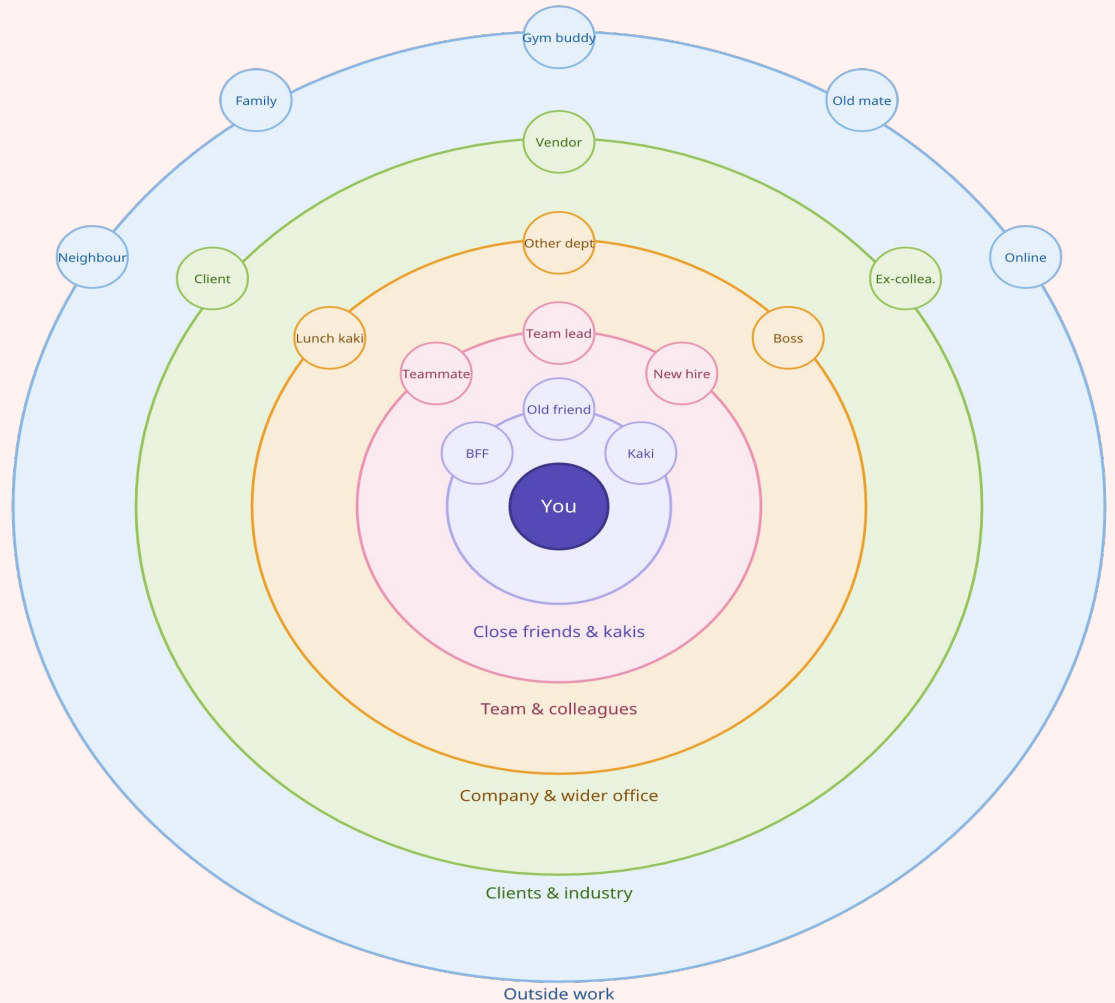 Gym buddy
Family
Old mate
Vendor
Other dept
Neighbour
Client
Ex-collea.
Online
Lunch kaki
Team lead
Boss
Teammate
New hire
Old friend
BFF
Kaki
You
Close friends & kakis
Team & colleagues
Company & wider office
Clients & industry
Outside work